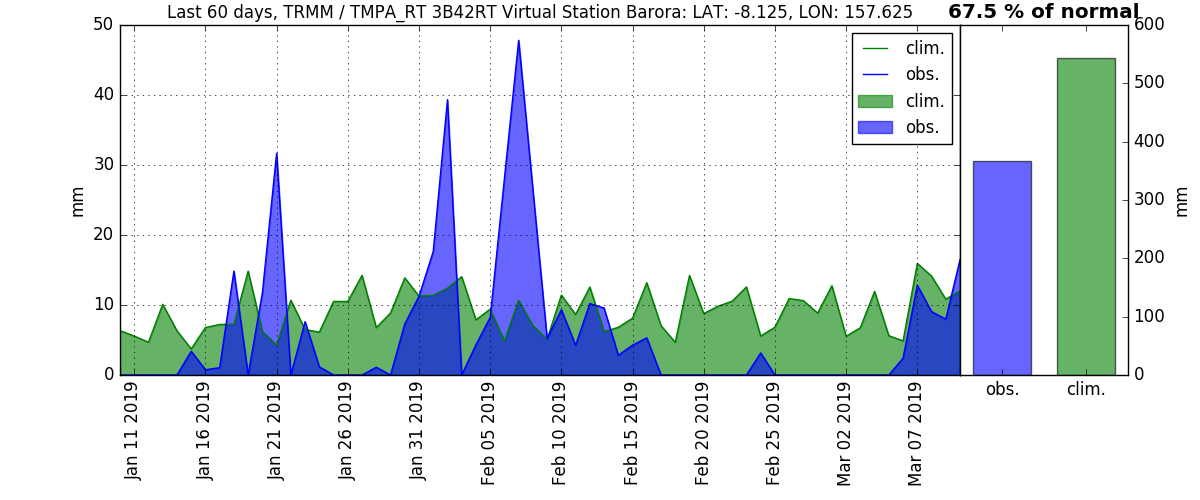 Last 60 days, TRMM / TMPA_RT 3B42RT Virtual Station Barora: LAT: -8.125, LON: 157.625
67.5 % of normal
50
40
30
20
10
0
mm
clim.
obs.
clim.
obs.
600
500
400
300
200
100
0
mm
Jan 11 2019
Jan 16 2019
Jan 21 2019
Jan 26 2019
Jan 31 2019
Feb 05 2019
Feb 10 2019
Feb 15 2019
Feb 20 2019
Feb 25 2019
Mar 02 2019
Mar 07 2019
obs.
clim.